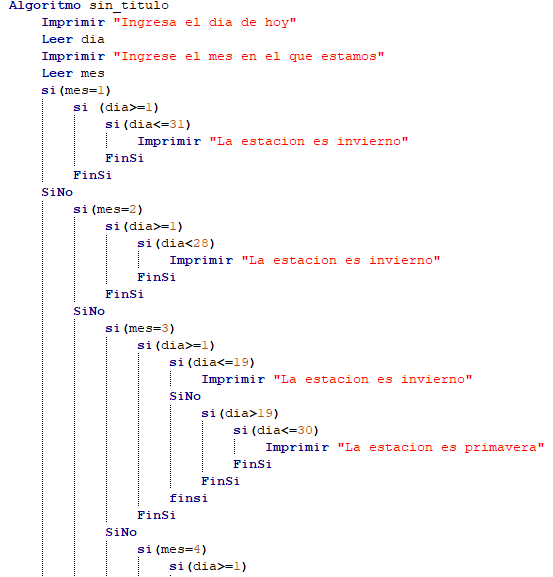 Algoritmo sin_titulo
Imprimir "Ingresa el dia de hoy"
Leer dia
Imprimir "Ingrese el mes en el que estamos"
Leer mes
si(mes=1)
si (dia>=1)
si(dia<=31)
Imprimir "La estacion es invierno"
FinSi
FinSi
SiNo
si(mes=2)
si(dia>=1)
si(dia<28)
Imprimir "La estacion es invierno"
FinSi
FinSi
SiNo
si(mes=3)
si(dia>=1)
si(dia<=19)
Imprimir "La estacion es invierno"
SiNo
si(dia>19)
si(dia<=30)
Imprimir "La estacion es primavera"
FinSi
FinSi
finsi
FinSi
SiNo
si(mes=4)
si(dia>=1)